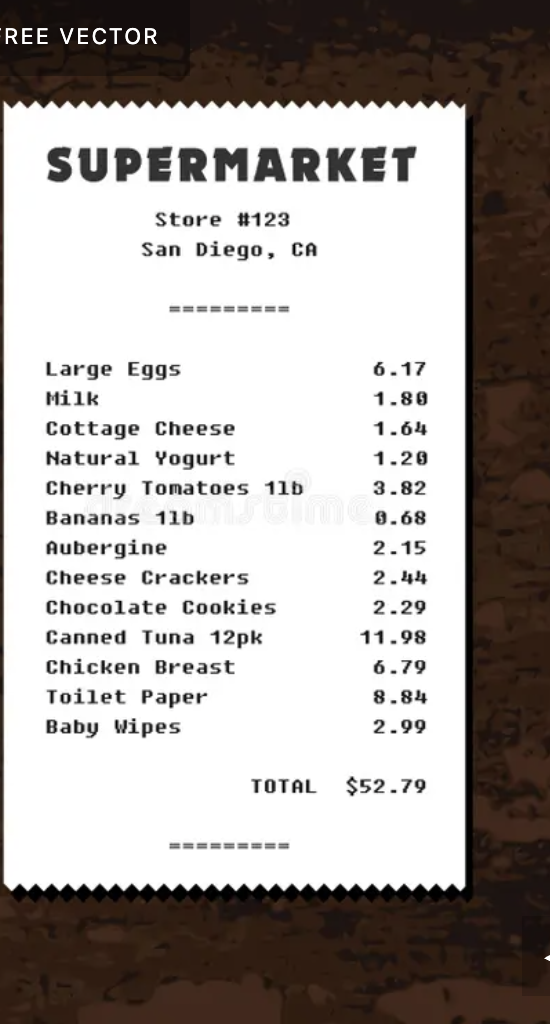 FREE VECTOR
SUPERMARKET
Store #123
San Diego, CA
=========
Large Eggs 6.17
Milk 1.80
Cottage Cheese 1.64
Natural Yogurt 1.20
Cherry Tomatoes 1lb 3.82
Bananas 1lb 0.68
Aubergine 2.15
Cheese Crackers 2.44
Chocolate Cookies 2.29
Canned Tuna 12pk 11.98
Chicken Breast 6.79
Toilet Paper 8.84
Baby Wipes 2.99
TOTAL $52.79
=========
dreamstime